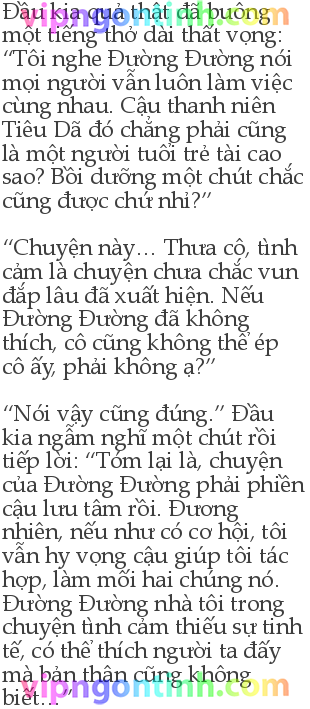 Đầu kia quả thật đã buông
một tiếng thở dài thất vọng:
“Tôi nghe Đường Đường nói
mọi người vẫn luôn làm việc
cùng nhau. Cậu thanh niên
Tiêu Dã đó chẳng phải cũng
là một người tuổi trẻ tài cao
sao? Bồi dưỡng một chút chắc
cũng được chứ nhỉ?”
“Chuyện này… Thưa cô, tình
cảm là chuyện chưa chắc vun
đắp lâu đã xuất hiện. Nếu
Đường Đường đã không
thích, cô cũng không thể ép
cô ấy, phải không ạ?”
“Nói vậy cũng đúng.” Đầu
kia ngẫm nghĩ một chút rồi
tiếp lời: “Tóm lại là, chuyện
của Đường Đường phải phiền
cậu lưu tâm rồi. Đương
nhiên, nếu như có cơ hội, tôi
vẫn hy vọng cậu giúp tôi tác
hợp, làm mối hai chúng nó.
Đường Đường nhà tôi trong
chuyện tình cảm thiếu sự tinh
tế, có thể thích người ta đấy
mà bản thân cũng không
biết…”
vipngontinh.com
vipngontinh.com